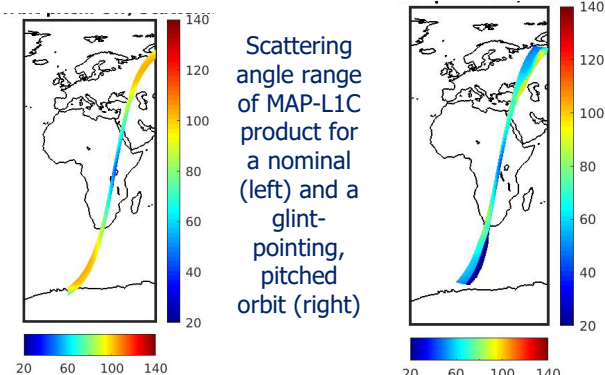 140
120
100
80
60
40
20
20 60 100 140
Scattering
angle range
of MAP-L1C
product for
a nominal
(left) and a
glint-
pointing,
pitched
orbit (right)
140
120
100
80
60
40
20
20 60 100 140